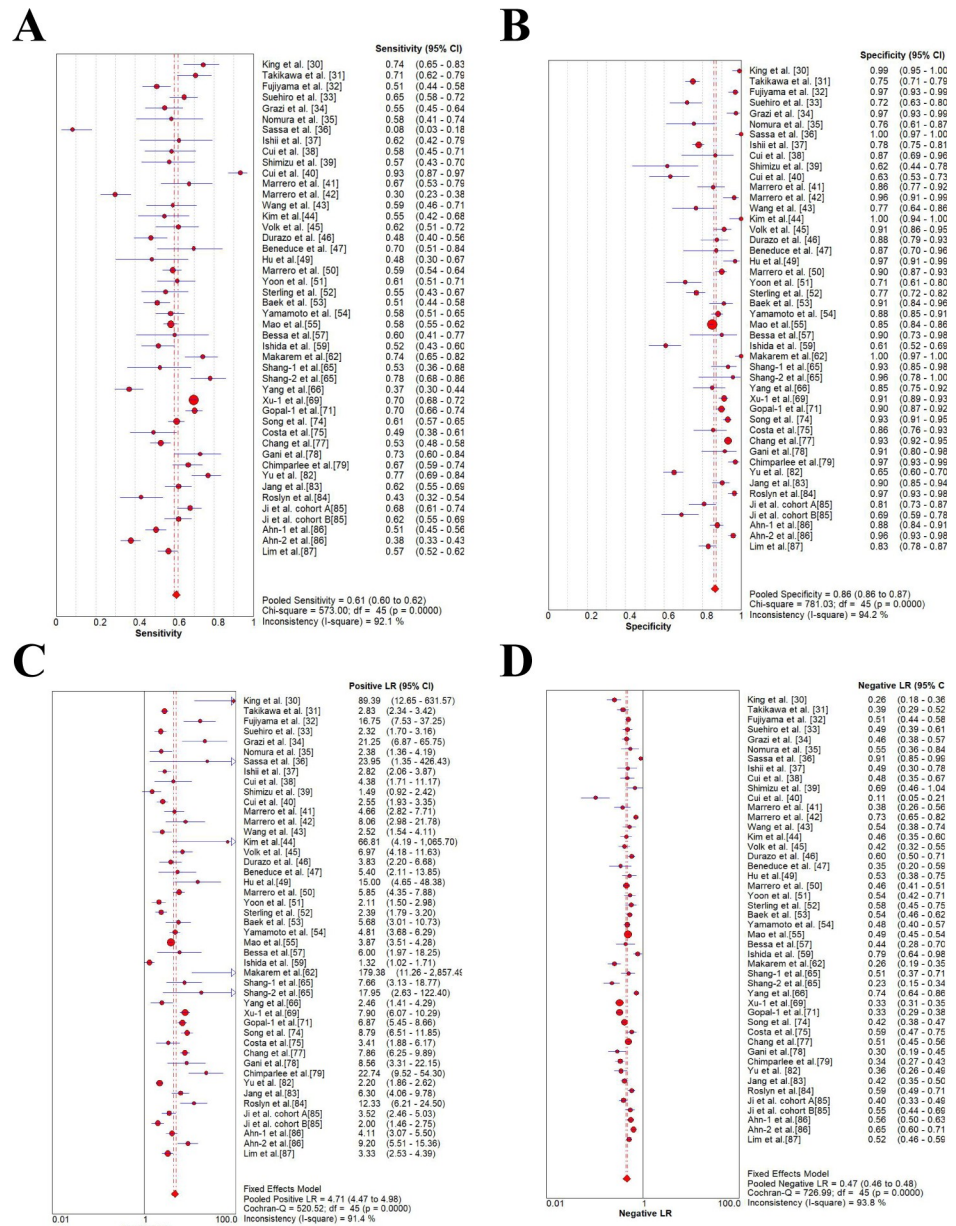 A
Sensitivity (95% CI)
King et al. [30] 0.74 (0.65 - 0.83
Takikawa et al. [31] 0.71 (0.62 - 0.79
Fujiyama et al. [32] 0.51 (0.44 - 0.58
Suehiro et al. [33] 0.65 (0.58 - 0.72
Grazi et al. [34] 0.55 (0.45 - 0.64
Nomura et al. [35] 0.58 (0.41 - 0.74
Sassa et al. [36] 0.08 (0.03 - 0.18
Ishii et al. [37] 0.62 (0.42 - 0.79
Cui et al. [38] 0.58 (0.45 - 0.71
Shimizu et al. [39] 0.57 (0.43 - 0.70
Cui et al. [40] 0.93 (0.87 - 0.97
Marrero et al. [41] 0.67 (0.53 - 0.79
Marrero et al. [42] 0.30 (0.23 - 0.38
Wang et al. [43] 0.59 (0.46 - 0.71
Kim et al.[44] 0.55 (0.42 - 0.68
Volk et al. [45] 0.62 (0.51 - 0.72
Durazo et al. [46] 0.48 (0.40 - 0.56
Beneduce et al. [47] 0.70 (0.51 - 0.84
Hu et al.[49] 0.48 (0.30 - 0.67
Marrero et al. [50] 0.59 (0.54 - 0.64
Yoon et al. [51] 0.61 (0.51 - 0.71
Sterling et al. [52] 0.55 (0.43 - 0.67
Baek et al. [53] 0.51 (0.44 - 0.58
Yamamoto et al. [54] 0.58 (0.51 - 0.65
Mao et al. [55] 0.58 (0.55 - 0.62
Bessa et al.[57] 0.60 (0.41 - 0.77
Ishida et al. [59] 0.52 (0.43 - 0.60
Makarem et al.[62] 0.74 (0.65 - 0.82
Shang-1 et al.[65] 0.53 (0.36 - 0.68
Shang-2 et al.[65] 0.78 (0.68 - 0.86
Yang et al.[66] 0.37 (0.30 - 0.44
Xu-1 et al.[69] 0.70 (0.68 - 0.72
Gopal-1 et al.[71] 0.70 (0.66 - 0.74
Song et al. [74] 0.61 (0.57 - 0.65
Costa et al. [75] 0.49 (0.38 - 0.61
Chang et al.[77] 0.53 (0.48 - 0.58
Gani et al. [78] 0.73 (0.60 - 0.84
Chimparlee et al.[79] 0.67 (0.59 - 0.74
Yu et al. [82] 0.77 (0.69 - 0.84
Jang et al.[83] 0.62 (0.55 - 0.69
Roslyn et al.[84] 0.43 (0.32 - 0.54
Ji et al. cohort A[85] 0.68 (0.61 - 0.74
Ji et al. cohort B[85] 0.62 (0.55 - 0.69
Ahn-1 et al. [86] 0.51 (0.45 - 0.56
Ahn-2 et al. [86] 0.38 (0.33 - 0.43
Lim et al. [87] 0.57 (0.52 - 0.62
Pooled Sensitivity = 0.61 (0.60 to 0.62)
Chi-square = 573.00; df = 45 (p = 0.0000)
Inconsistency (I-square) = 92.1 %
0 0.2 0.4 0.6 0.8 1
Sensitivity
B
Specificity (95% CI)
King et al. [30] 0.99 (0.95 - 1.00
Takikawa et al. [31] 0.75 (0.71 - 0.79
Fujiyama et al. [32] 0.97 (0.93 - 0.99
Suehiro et al. [33] 0.72 (0.63 - 0.80
Grazi et al. [34] 0.97 (0.93 - 0.99
Nomura et al. [35] 0.76 (0.61 - 0.87
Sassa et al. [36] 1.00 (0.97 - 1.00
Ishii et al. [37] 0.78 (0.75 - 0.81
Cui et al. [38] 0.87 (0.69 - 0.96
Shimizu et al. [39] 0.62 (0.44 - 0.78
Cui et al. [40] 0.63 (0.53 - 0.73
Marrero et al. [41] 0.86 (0.77 - 0.92
Marrero et al. [42] 0.96 (0.91 - 0.99
Wang et al. [43] 0.77 (0.64 - 0.86
Kim et al.[44] 1.00 (0.94 - 1.00
Volk et al. [45] 0.91 (0.86 - 0.95
Durazo et al. [46] 0.88 (0.79 - 0.93
Beneduce et al. [47] 0.87 (0.70 - 0.96
Hu et al.[49] 0.97 (0.91 - 0.99
Marrero et al. [50] 0.90 (0.87 - 0.93
Yoon et al. [51] 0.71 (0.61 - 0.80
Sterling et al. [52] 0.77 (0.72 - 0.82
Baek et al. [53] 0.91 (0.84 - 0.96
Yamamoto et al. [54] 0.88 (0.85 - 0.91
Mao et al. [55] 0.85 (0.84 - 0.86
Bessa et al.[57] 0.90 (0.73 - 0.98
Ishida et al. [59] 0.61 (0.52 - 0.69
Makarem et al.[62] 1.00 (0.97 - 1.00
Shang-1 et al.[65] 0.93 (0.85 - 0.98
Shang-2 et al.[65] 0.96 (0.78 - 1.00
Yang et al.[66] 0.85 (0.75 - 0.92
Xu-1 et al.[69] 0.91 (0.89 - 0.93
Gopal-1 et al.[71] 0.90 (0.87 - 0.92
Song et al. [74] 0.93 (0.91 - 0.95
Costa et al. [75] 0.86 (0.76 - 0.93
Chang et al.[77] 0.93 (0.92 - 0.95
Gani et al. [78] 0.91 (0.80 - 0.98
Chimparlee et al.[79] 0.97 (0.93 - 0.99
Yu et al. [82] 0.65 (0.60 - 0.70
Jang et al.[83] 0.90 (0.85 - 0.94
Roslyn et al.[84] 0.97 (0.93 - 0.98
Ji et al. cohort A[85] 0.81 (0.73 - 0.87
Ji et al. cohort B[85] 0.69 (0.59 - 0.78
Ahn-1 et al. [86] 0.88 (0.84 - 0.91
Ahn-2 et al. [86] 0.96 (0.93 - 0.98
Lim et al. [87] 0.83 (0.78 - 0.87
Pooled Specificity = 0.86 (0.86 to 0.87)
Chi-square = 781.03; df = 45 (p = 0.0000)
Inconsistency (I-square) = 94.2 %
0 0.2 0.4 0.6 0.8 1
Specificity
C
Positive LR (95% CI)
King et al. [30] 89.39 (12.65 - 631.57)
Takikawa et al. [31] 2.83 (2.34 - 3.42)
Fujiyama et al. [32] 16.75 (7.53 - 37.25)
Suehiro et al. [33] 2.32 (1.70 - 3.16)
Grazi et al. [34] 21.25 (6.87 - 65.75)
Nomura et al. [35] 2.38 (1.36 - 4.19)
Sassa et al. [36] 23.95 (1.35 - 426.43)
Ishii et al. [37] 2.82 (2.06 - 3.87)
Cui et al. [38] 4.38 (1.71 - 11.17)
Shimizu et al. [39] 1.49 (0.92 - 2.42)
Cui et al. [40] 2.55 (1.93 - 3.35)
Marrero et al. [41] 4.66 (2.82 - 7.71)
Marrero et al. [42] 8.06 (2.98 - 21.78)
Wang et al. [43] 2.52 (1.54 - 4.11)
Kim et al.[44] 66.81 (4.19 - 1,065.70)
Volk et al. [45] 6.97 (4.18 - 11.63)
Durazo et al. [46] 3.83 (2.20 - 6.68)
Beneduce et al. [47] 5.40 (2.11 - 13.85)
Hu et al.[49] 15.00 (4.65 - 48.38)
Marrero et al. [50] 5.85 (4.35 - 7.88)
Yoon et al. [51] 2.11 (1.50 - 2.98)
Sterling et al. [52] 2.39 (1.79 - 3.20)
Baek et al. [53] 5.68 (3.01 - 10.73)
Yamamoto et al. [54] 4.81 (3.68 - 6.29)
Mao et al. [55] 3.87 (3.51 - 4.28)
Bessa et al.[57] 6.00 (1.97 - 18.25)
Ishida et al. [59] 1.32 (1.02 - 1.71)
Makarem et al.[62] 179.38 (11.26 - 2,857.49
Shang-1 et al.[65] 7.66 (3.13 - 18.77)
Shang-2 et al.[65] 17.95 (2.63 - 122.40)
Yang et al.[66] 2.46 (1.41 - 4.29)
Xu-1 et al.[69] 7.90 (6.07 - 10.29)
Gopal-1 et al.[71] 6.87 (5.45 - 8.66)
Song et al. [74] 8.79 (6.51 - 11.85)
Costa et al. [75] 3.41 (1.88 - 6.17)
Chang et al.[77] 7.86 (6.25 - 9.89)
Gani et al. [78] 8.56 (3.31 - 22.15)
Chimparlee et al.[79] 22.74 (9.52 - 54.30)
Yu et al. [82] 2.20 (1.86 - 2.62)
Jang et al.[83] 6.30 (4.06 - 9.78)
Roslyn et al.[84] 12.33 (6.21 - 24.50)
Ji et al. cohort A[85] 3.52 (2.46 - 5.03)
Ji et al. cohort B[85] 2.00 (1.46 - 2.75)
Ahn-1 et al. [86] 4.11 (3.07 - 5.50)
Ahn-2 et al. [86] 9.20 (5.51 - 15.36)
Lim et al. [87] 3.33 (2.53 - 4.39)
Fixed Effects Model
Pooled Positive LR = 4.71 (4.47 to 4.98)
Cochran-Q = 520.52; df = 45 (p = 0.0000)
Inconsistency (I-square) = 91.4 %
0.01 1 100.0
D
Negative LR (95% C
King et al. [30] 0.26 (0.18 - 0.36
Takikawa et al. [31] 0.39 (0.29 - 0.52
Fujiyama et al. [32] 0.51 (0.44 - 0.58
Suehiro et al. [33] 0.49 (0.39 - 0.61
Grazi et al. [34] 0.46 (0.38 - 0.57
Nomura et al. [35] 0.55 (0.36 - 0.84
Sassa et al. [36] 0.91 (0.85 - 0.99
Ishii et al. [37] 0.49 (0.30 - 0.78
Cui et al. [38] 0.48 (0.35 - 0.67
Shimizu et al. [39] 0.69 (0.46 - 1.04
Cui et al. [40] 0.11 (0.05 - 0.21
Marrero et al. [41] 0.38 (0.26 - 0.56
Marrero et al. [42] 0.73 (0.65 - 0.82
Wang et al. [43] 0.54 (0.38 - 0.74
Kim et al.[44] 0.46 (0.35 - 0.60
Volk et al. [45] 0.42 (0.32 - 0.55
Durazo et al. [46] 0.60 (0.50 - 0.71
Beneduce et al. [47] 0.35 (0.20 - 0.59
Hu et al.[49] 0.53 (0.38 - 0.75
Marrero et al. [50] 0.46 (0.41 - 0.51
Yoon et al. [51] 0.54 (0.42 - 0.71
Sterling et al. [52] 0.58 (0.45 - 0.75
Baek et al. [53] 0.54 (0.46 - 0.62
Yamamoto et al. [54] 0.48 (0.40 - 0.57
Mao et al. [55] 0.49 (0.45 - 0.54
Bessa et al.[57] 0.44 (0.28 - 0.70
Ishida et al. [59] 0.79 (0.64 - 0.98
Makarem et al.[62] 0.26 (0.19 - 0.35
Shang-1 et al.[65] 0.51 (0.37 - 0.71
Shang-2 et al.[65] 0.23 (0.15 - 0.34
Yang et al.[66] 0.74 (0.64 - 0.86
Xu-1 et al.[69] 0.33 (0.31 - 0.35
Gopal-1 et al.[71] 0.33 (0.29 - 0.38
Song et al. [74] 0.42 (0.38 - 0.47
Costa et al. [75] 0.59 (0.47 - 0.75
Chang et al.[77] 0.51 (0.45 - 0.56
Gani et al. [78] 0.30 (0.19 - 0.45
Chimparlee et al.[79] 0.34 (0.27 - 0.43
Yu et al. [82] 0.36 (0.26 - 0.49
Jang et al.[83] 0.42 (0.35 - 0.50
Roslyn et al.[84] 0.59 (0.49 - 0.71
Ji et al. cohort A[85] 0.40 (0.33 - 0.49
Ji et al. cohort B[85] 0.55 (0.44 - 0.69
Ahn-1 et al. [86] 0.56 (0.50 - 0.63
Ahn-2 et al. [86] 0.65 (0.60 - 0.71
Lim et al. [87] 0.52 (0.46 - 0.59
Fixed Effects Model
Pooled Negative LR = 0.47 (0.46 to 0.48)
Cochran-Q = 726.99; df = 45 (p = 0.0000)
Inconsistency (I-square) = 93.8 %
0.01 1 100.0
Negative LR